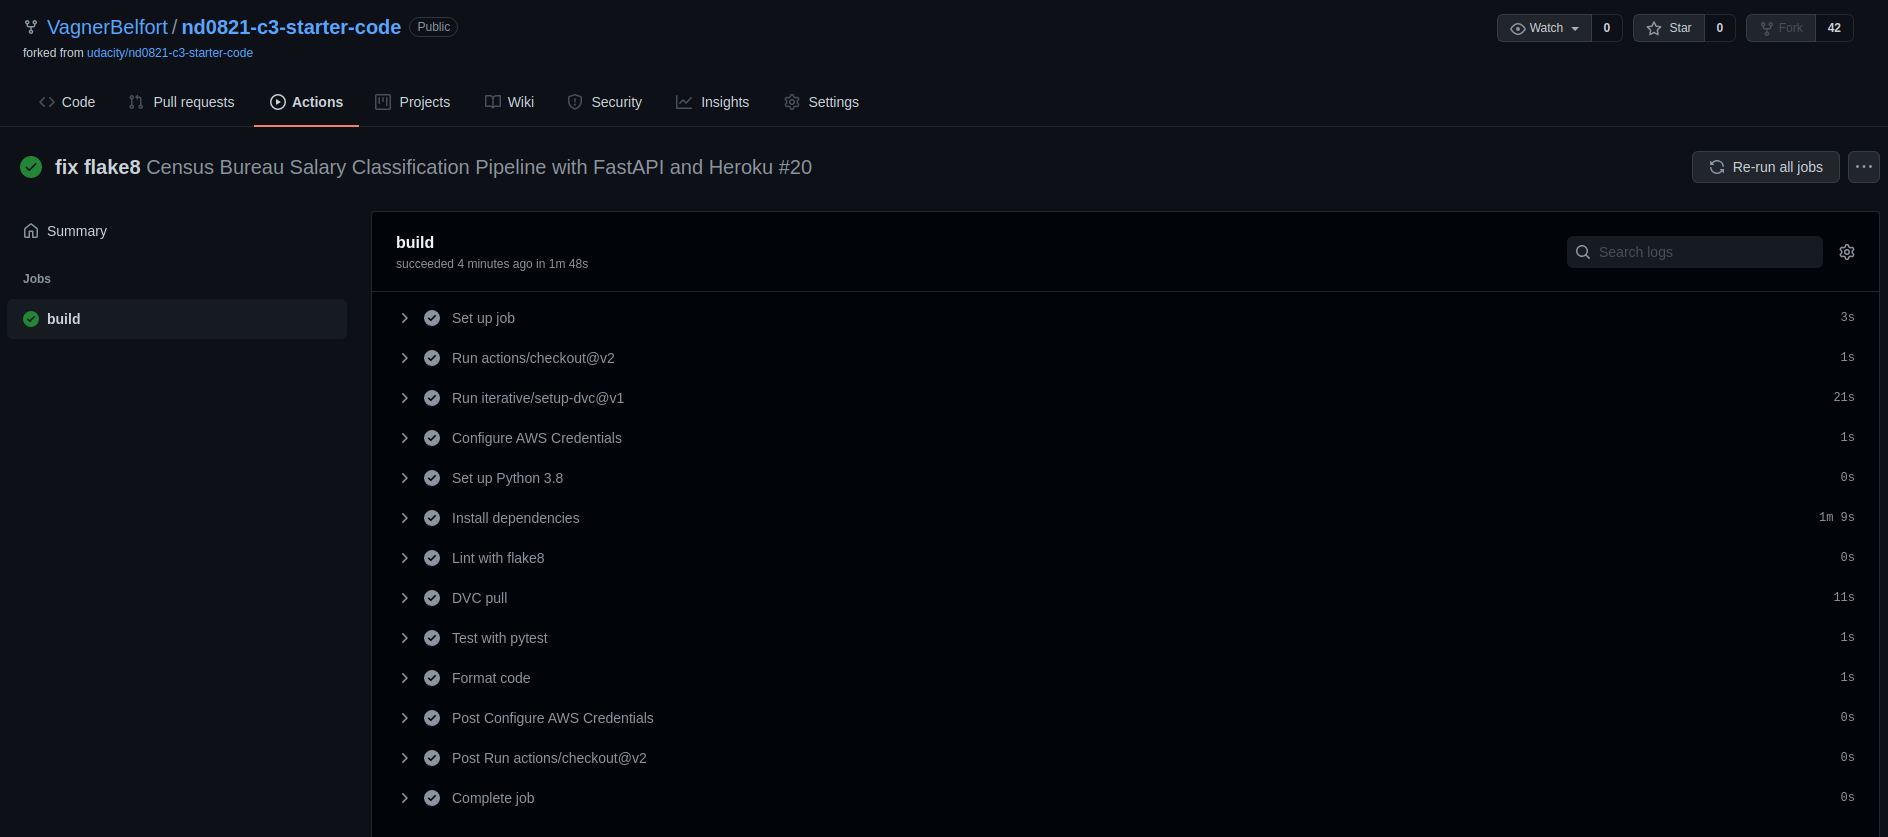 VagnerBelfort / nd0821-c3-starter-code Public Watch 0 Star 0 Fork 42
forked from udacity/nd0821-c3-starter-code
Code Pull requests Actions Projects Wiki Security Insights Settings
fix flake8 Census Bureau Salary Classification Pipeline with FastAPI and Heroku #20 Re-run all jobs
Summary
Jobs
build
build
succeeded 4 minutes ago in 1m 48s
Search logs
Set up job 3s
Run actions/checkout@v2 1s
Run iterative/setup-dvc@v1 21s
Configure AWS Credentials 1s
Set up Python 3.8 0s
Install dependencies 1m 9s
Lint with flake8 0s
DVC pull 11s
Test with pytest 1s
Format code 1s
Post Configure AWS Credentials 0s
Post Run actions/checkout@v2 0s
Complete job 0s